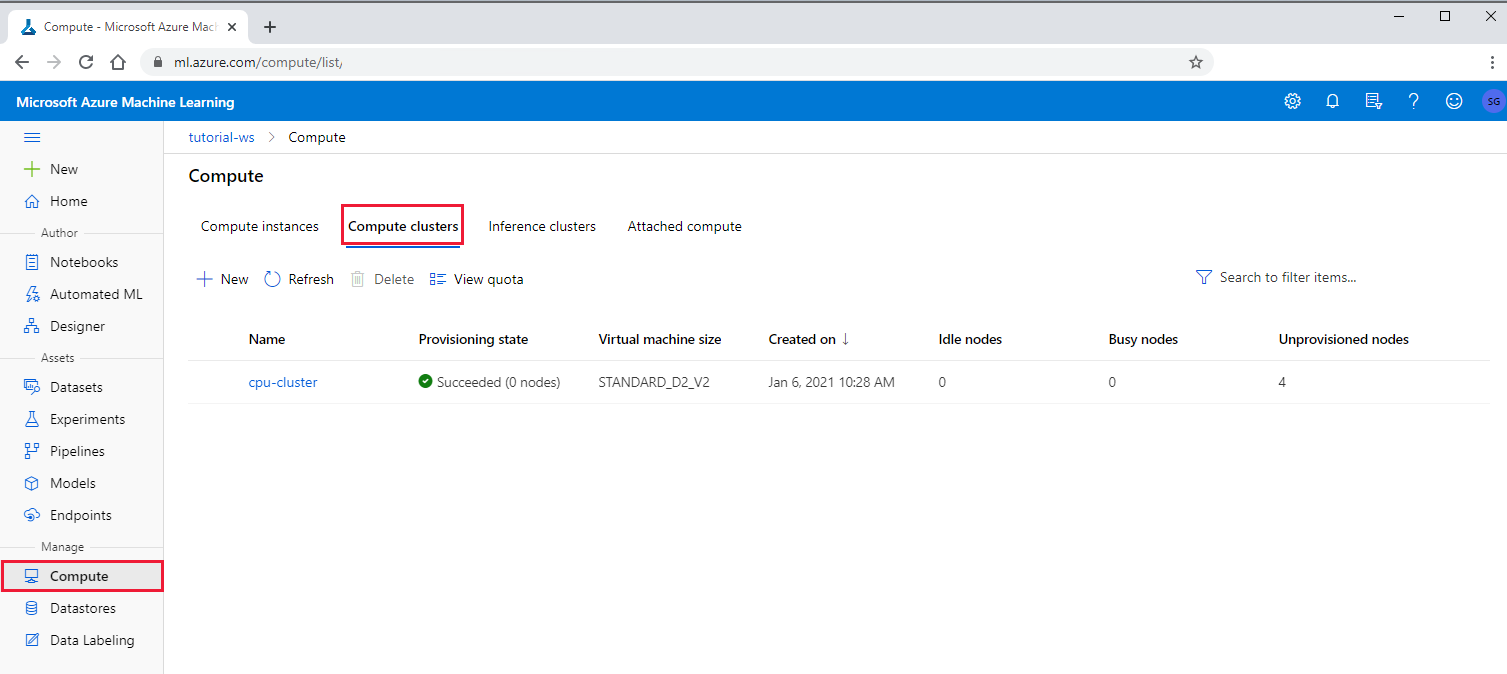 Compute - Microsoft Azure Mach
ml.azure.com/compute/list/
Microsoft Azure Machine Learning
SG
tutorial-ws > Compute
New
Home
Author
Notebooks
Automated ML
Designer
Assets
Datasets
Experiments
Pipelines
Models
Endpoints
Manage
Compute
Datastores
Data Labeling
Compute
Compute instances Compute clusters Inference clusters Attached compute
New Refresh Delete View quota Search to filter items...
Name Provisioning state Virtual machine size Created on ↓ Idle nodes Busy nodes Unprovisioned nodes
cpu-cluster Succeeded (0 nodes) STANDARD_D2_V2 Jan 6, 2021 10:28 AM 0 0 4